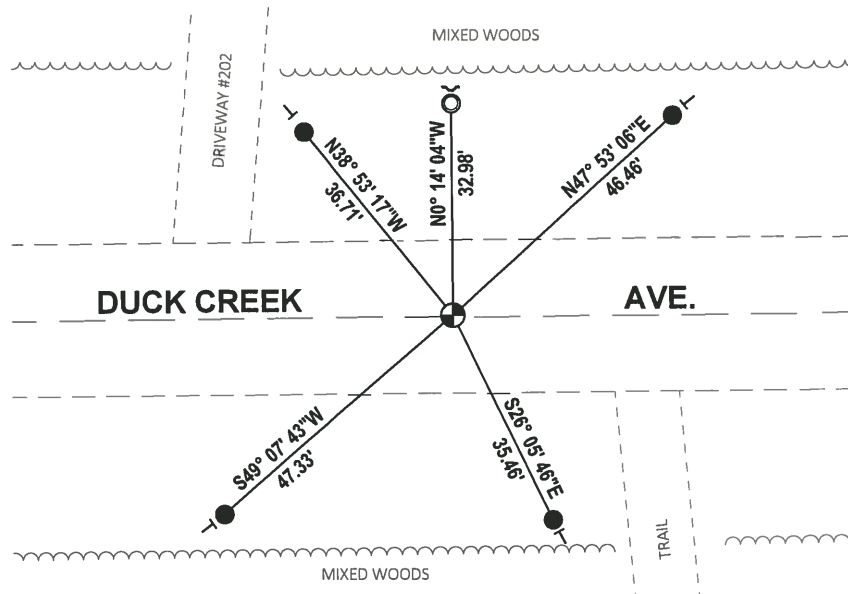 MIXED WOODS
DRIVEWAY #202
N38° 53' 17"W
36.71'
N0° 14' 04"W
32.98'
N47° 53' 06"E
46.46'
DUCK CREEK AVE.
S49° 07' 43"W
47.33'
S26° 05' 46"E
35.46'
TRAIL
MIXED WOODS